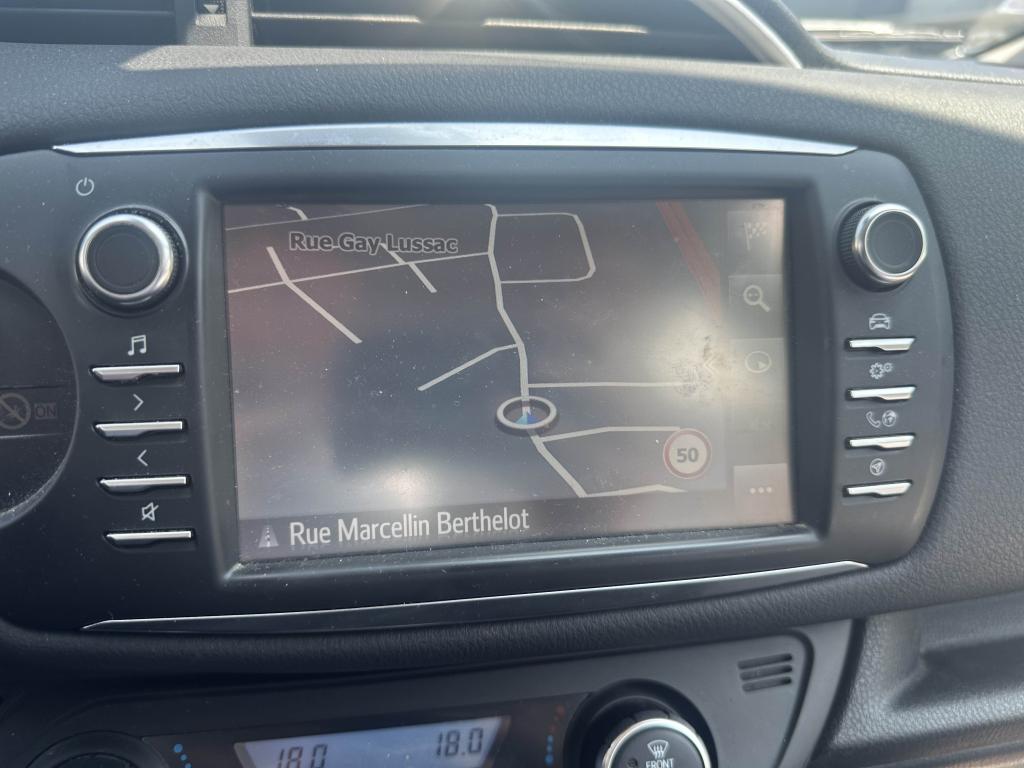 Rue Gay Lussac
50
Rue Marcellin Berthelot
ON
18.0 18.0
FRONT